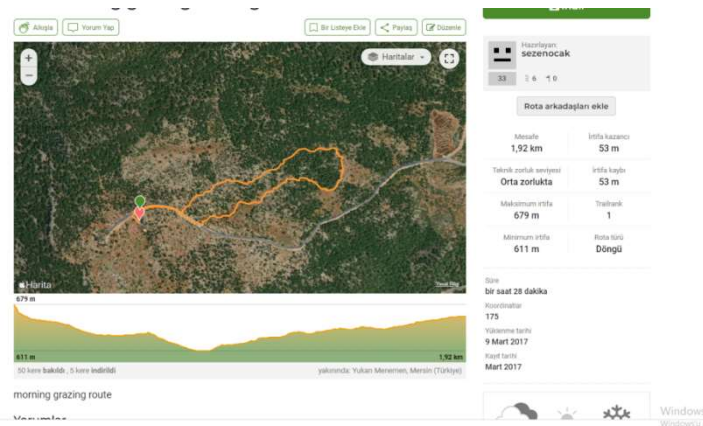 Alkışla
Yorum Yap
Bir Listeye Ekle
Paylaş
Düzenle
Haritalar
Harita
679 m
611 m
1,92 km
50 kere bakıldı , 5 kere indirildi
yakınında: Yukarı Menemen, Mersin (Türkiye)
morning grazing route
Yorumlar
Hazırlayan:
sezenocak
33 6 0
Rota arkadaşları ekle
Mesafe
1,92 km
İrtifa kazancı
53 m
Teknik zorluk seviyesi
Orta zorlukta
İrtifa kaybı
53 m
Maksimum irtifa
679 m
Trailrank
1
Minimum irtifa
611 m
Rota türü
Döngü
Süre
bir saat 28 dakika
Koordinatlar
175
Yüklenme tarihi
9 Mart 2017
Kayıt tarihi
Mart 2017